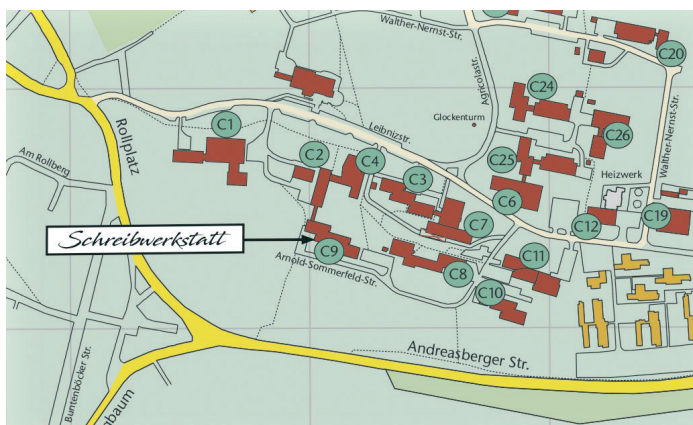 Walther-Nernst-Str.
C20
Agricolastr.
C24
Glockenturm
C26
Walther-Nernst-Str.
C1
Leibnizstr.
Rollplatz
Am Rollberg
C2
C4
C3
C25
Heizwerk
C6
C7
C12
C19
Schreibwerkstatt
C9
C11
C8
Arnold-Sommerfeld-Str.
C10
Andreasberger Str.
Buntenböcker Str.
nbaum